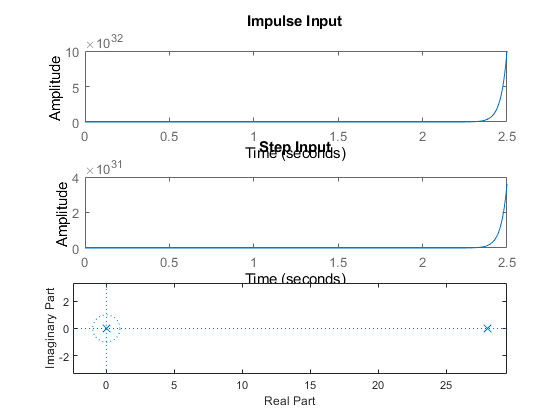 Impulse Input
×10^32
10
5
0
Amplitude
0 0.5 1 1.5 2 2.5
Time (seconds)
Step Input
×10^31
4
2
0
Amplitude
0 0.5 1 1.5 2 2.5
Time (seconds)
2
0
-2
Imaginary Part
0 5 10 15 20 25
Real Part